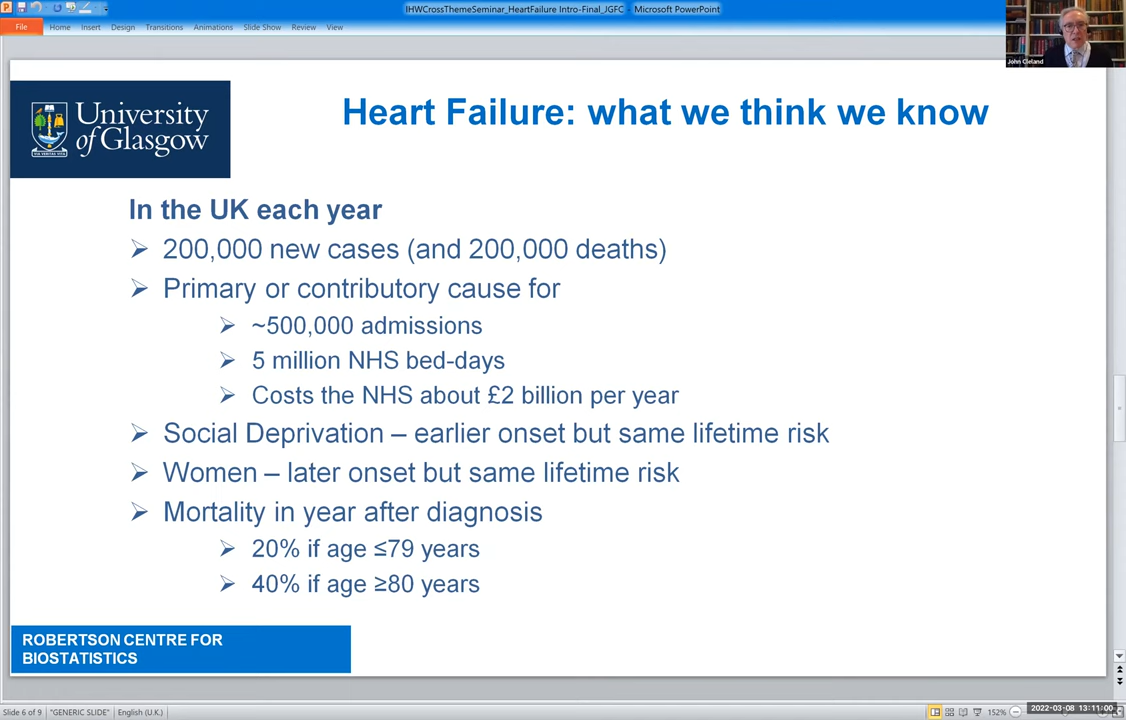 IHWCrossThemeSeminar_HeartFailure Intro-Final_JGFC - Microsoft PowerPoint
File Home Insert Design Transitions Animations Slide Show Review View
John Cleland
University
of Glasgow
Heart Failure: what we think we know
In the UK each year
200,000 new cases (and 200,000 deaths)
Primary or contributory cause for
~500,000 admissions
5 million NHS bed-days
Costs the NHS about £2 billion per year
Social Deprivation – earlier onset but same lifetime risk
Women – later onset but same lifetime risk
Mortality in year after diagnosis
20% if age ≤79 years
40% if age ≥80 years
ROBERTSON CENTRE FOR
BIOSTATISTICS
Slide 6 of 9 "GENERIC SLIDE" English (U.K.) 152% 2022-03-08 13:11:00